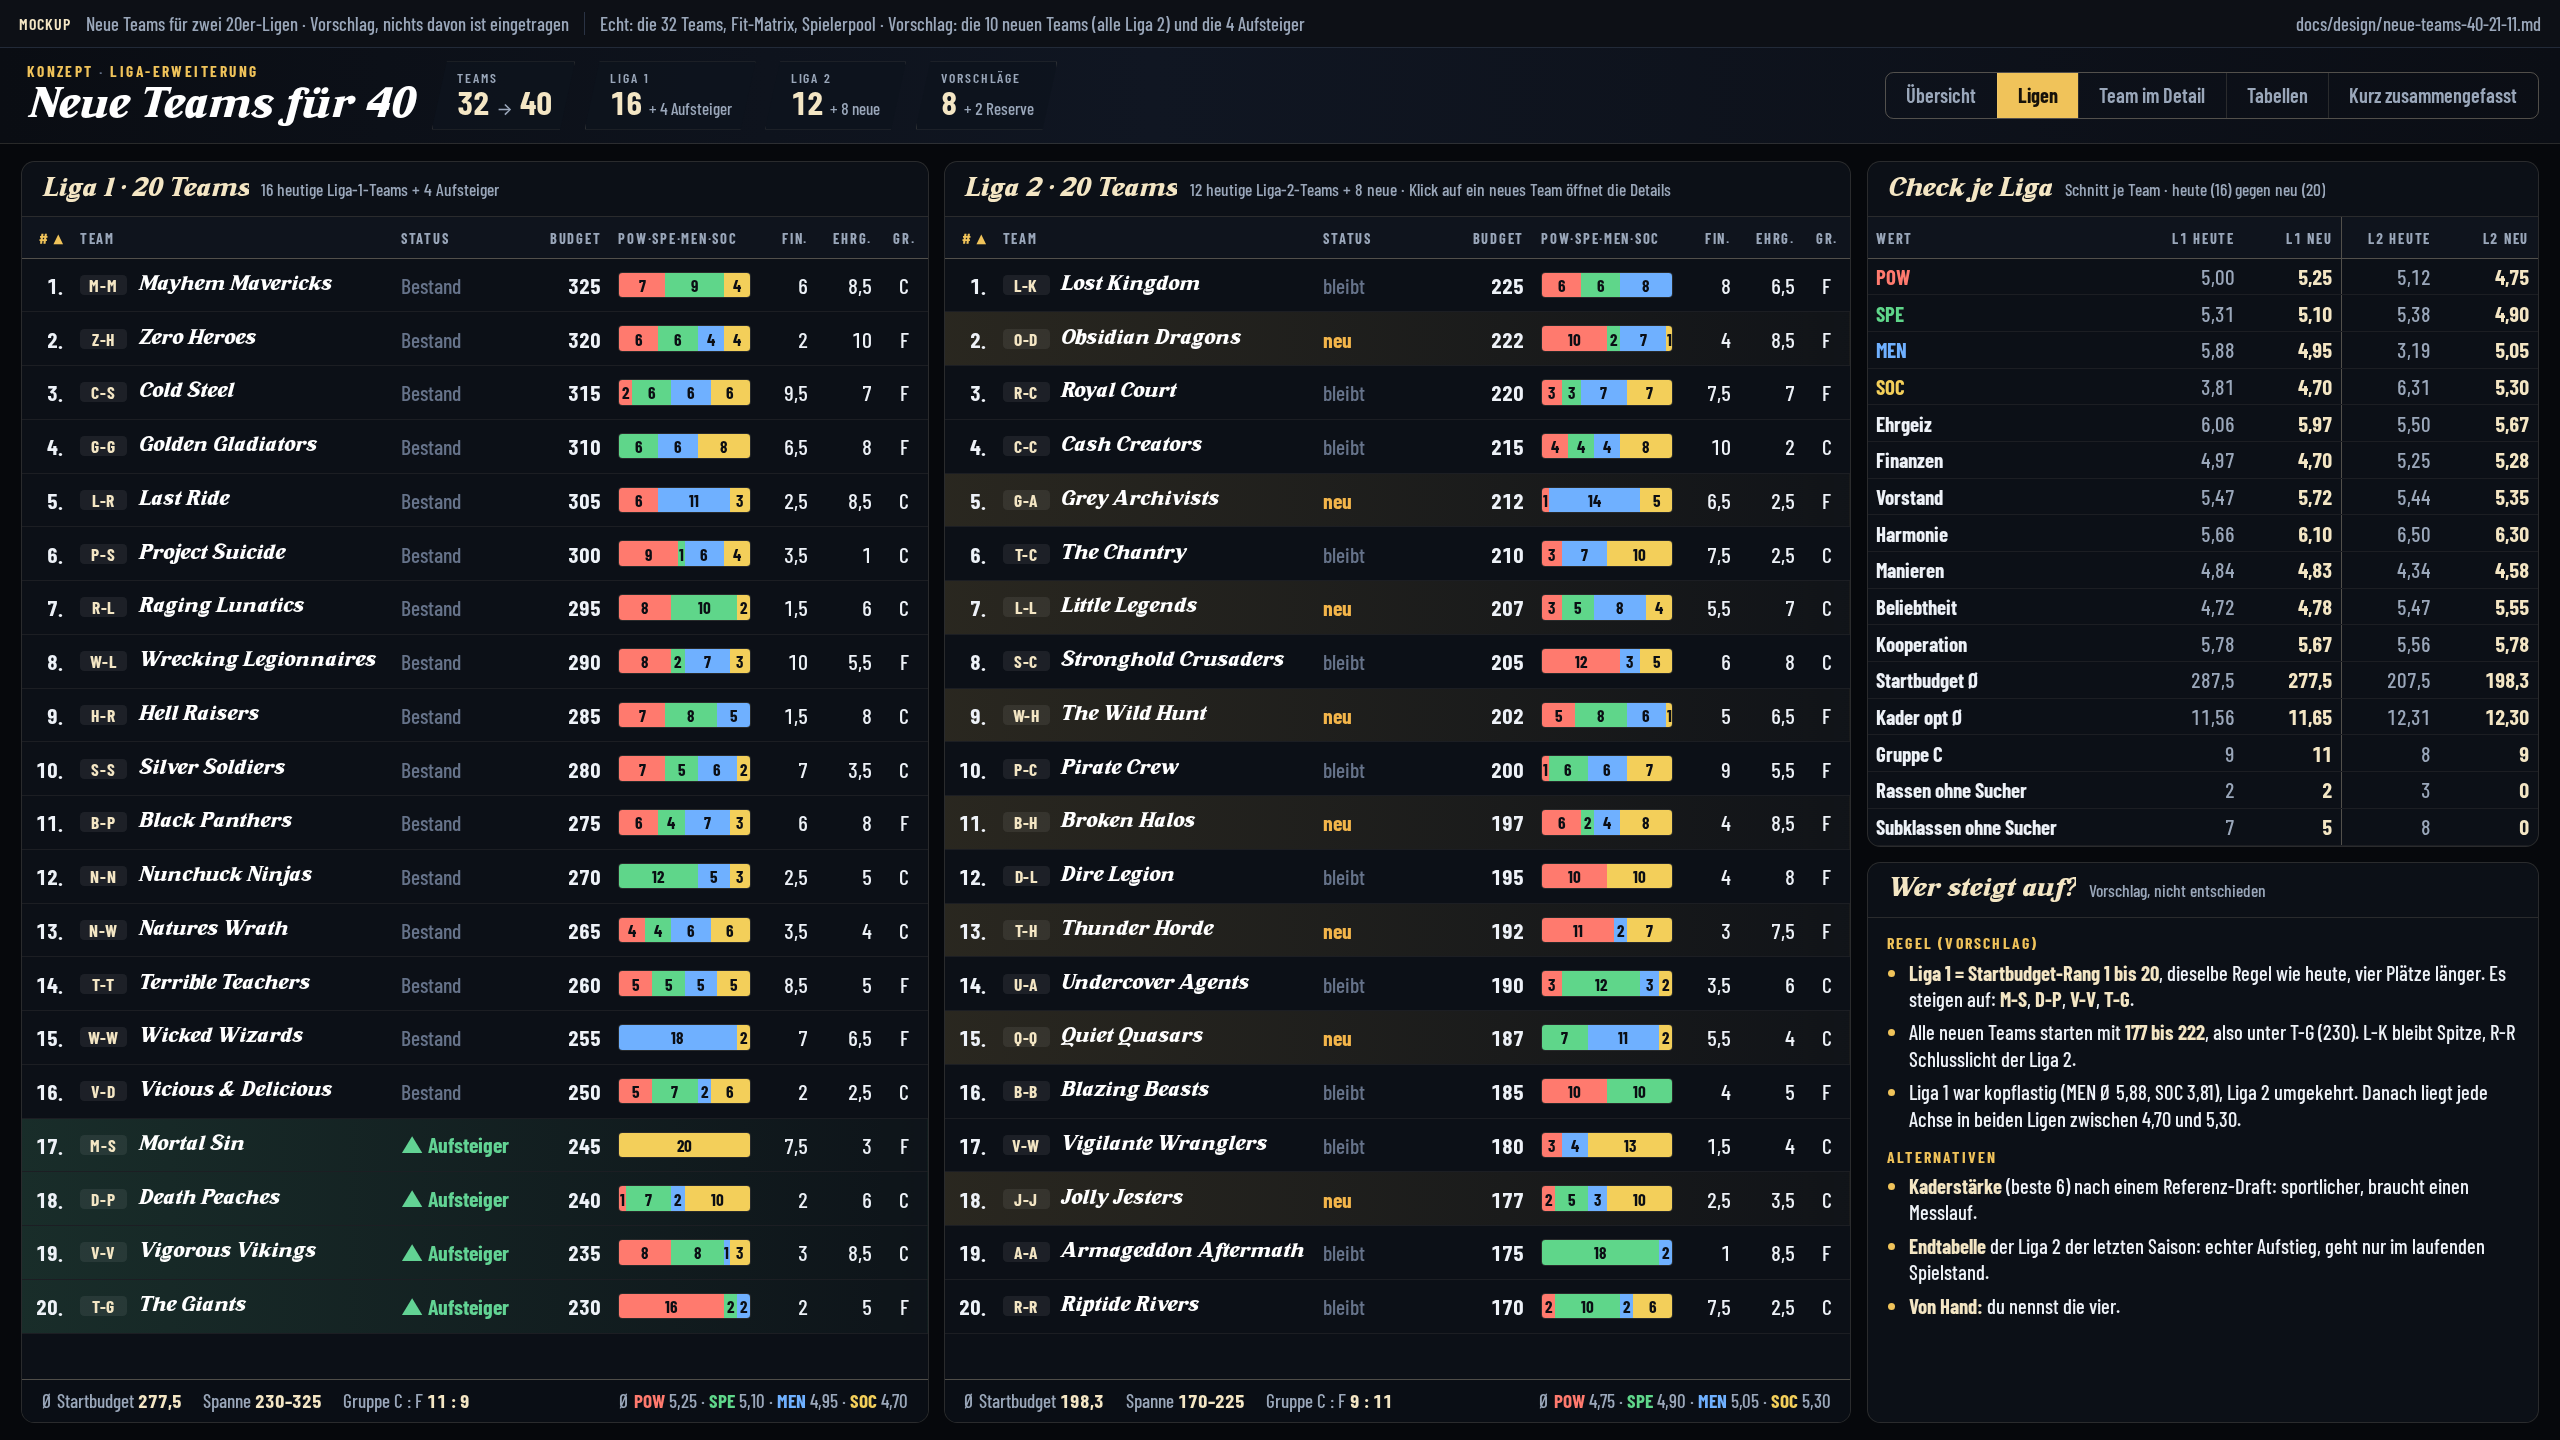 MOCKUP Neue Teams für zwei 20er-Ligen · Vorschlag, nichts davon ist eingetragen Echt: die 32 Teams, Fit-Matrix, Spielerpool · Vorschlag: die 10 neuen Teams (alle Liga 2) und die 4 Aufsteiger docs/design/neue-teams-40-21-11.md
KONZEPT · LIGA-ERWEITERUNG
Neue Teams für 40
TEAMS
32 → 40
LIGA 1
16 + 4 Aufsteiger
LIGA 2
12 + 8 neue
VORSCHLÄGE
8 + 2 Reserve
Übersicht Ligen Team im Detail Tabellen Kurz zusammengefasst
Liga 1 · 20 Teams 16 heutige Liga-1-Teams + 4 Aufsteiger
# ▲ TEAM STATUS BUDGET POW·SPE·MEN·SOC FIN. EHRG. GR.
1. M-M Mayhem Mavericks Bestand 325 7 9 4 6 8,5 C
2. Z-H Zero Heroes Bestand 320 6 6 4 4 2 10 F
3. C-S Cold Steel Bestand 315 2 6 6 6 9,5 7 F
4. G-G Golden Gladiators Bestand 310 6 6 8 6,5 8 F
5. L-R Last Ride Bestand 305 6 11 3 2,5 8,5 C
6. P-S Project Suicide Bestand 300 9 1 6 4 3,5 1 C
7. R-L Raging Lunatics Bestand 295 8 10 2 1,5 6 C
8. W-L Wrecking Legionnaires Bestand 290 8 2 7 3 10 5,5 F
9. H-R Hell Raisers Bestand 285 7 8 5 1,5 8 C
10. S-S Silver Soldiers Bestand 280 7 5 6 2 7 3,5 C
11. B-P Black Panthers Bestand 275 6 4 7 3 6 8 F
12. N-N Nunchuck Ninjas Bestand 270 12 5 3 2,5 5 C
13. N-W Natures Wrath Bestand 265 4 4 6 6 3,5 4 C
14. T-T Terrible Teachers Bestand 260 5 5 5 5 8,5 5 F
15. W-W Wicked Wizards Bestand 255 18 2 7 6,5 F
16. V-D Vicious & Delicious Bestand 250 5 7 2 6 2 2,5 C
17. M-S Mortal Sin ▲ Aufsteiger 245 20 7,5 3 F
18. D-P Death Peaches ▲ Aufsteiger 240 1 7 2 10 2 6 C
19. V-V Vigorous Vikings ▲ Aufsteiger 235 8 8 1 3 3 8,5 C
20. T-G The Giants ▲ Aufsteiger 230 16 2 2 2 5 F
Ø Startbudget 277,5 Spanne 230–325 Gruppe C : F 11 : 9 Ø POW 5,25 · SPE 5,10 · MEN 4,95 · SOC 4,70
Liga 2 · 20 Teams 12 heutige Liga-2-Teams + 8 neue · Klick auf ein neues Team öffnet die Details
# ▲ TEAM STATUS BUDGET POW·SPE·MEN·SOC FIN. EHRG. GR.
1. L-K Lost Kingdom bleibt 225 6 6 8 8 6,5 F
2. O-D Obsidian Dragons neu 222 10 2 7 1 4 8,5 F
3. R-C Royal Court bleibt 220 3 3 7 7 7,5 7 F
4. C-C Cash Creators bleibt 215 4 4 4 8 10 2 C
5. G-A Grey Archivists neu 212 1 14 5 6,5 2,5 F
6. T-C The Chantry bleibt 210 3 7 10 7,5 2,5 C
7. L-L Little Legends neu 207 3 5 8 4 5,5 7 C
8. S-C Stronghold Crusaders bleibt 205 12 3 5 6 8 C
9. W-H The Wild Hunt neu 202 5 8 6 1 5 6,5 F
10. P-C Pirate Crew bleibt 200 1 6 6 7 9 5,5 F
11. B-H Broken Halos neu 197 6 2 4 8 4 8,5 F
12. D-L Dire Legion bleibt 195 10 10 4 8 F
13. T-H Thunder Horde neu 192 11 2 7 3 7,5 F
14. U-A Undercover Agents bleibt 190 3 12 3 2 3,5 6 C
15. Q-Q Quiet Quasars neu 187 7 11 2 5,5 4 C
16. B-B Blazing Beasts bleibt 185 10 10 4 5 F
17. V-W Vigilante Wranglers bleibt 180 3 4 13 1,5 4 C
18. J-J Jolly Jesters neu 177 2 5 3 10 2,5 3,5 C
19. A-A Armageddon Aftermath bleibt 175 18 2 1 8,5 F
20. R-R Riptide Rivers bleibt 170 2 10 2 6 7,5 2,5 C
Ø Startbudget 198,3 Spanne 170–225 Gruppe C : F 9 : 11 Ø POW 4,75 · SPE 4,90 · MEN 5,05 · SOC 5,30
Check je Liga Schnitt je Team · heute (16) gegen neu (20)
WERT L1 HEUTE L1 NEU L2 HEUTE L2 NEU
POW 5,00 5,25 5,12 4,75
SPE 5,31 5,10 5,38 4,90
MEN 5,88 4,95 3,19 5,05
SOC 3,81 4,70 6,31 5,30
Ehrgeiz 6,06 5,97 5,50 5,67
Finanzen 4,97 4,70 5,25 5,28
Vorstand 5,47 5,72 5,44 5,35
Harmonie 5,66 6,10 6,50 6,30
Manieren 4,84 4,83 4,34 4,58
Beliebtheit 4,72 4,78 5,47 5,55
Kooperation 5,78 5,67 5,56 5,78
Startbudget Ø 287,5 277,5 207,5 198,3
Kader opt Ø 11,56 11,65 12,31 12,30
Gruppe C 9 11 8 9
Rassen ohne Sucher 2 2 3 0
Subklassen ohne Sucher 7 5 8 0
Wer steigt auf? Vorschlag, nicht entschieden
REGEL (VORSCHLAG)
• Liga 1 = Startbudget-Rang 1 bis 20, dieselbe Regel wie heute, vier Plätze länger. Es
steigen auf: M-S, D-P, V-V, T-G.
• Alle neuen Teams starten mit 177 bis 222, also unter T-G (230). L-K bleibt Spitze, R-R
Schlusslicht der Liga 2.
• Liga 1 war kopflastig (MEN Ø 5,88, SOC 3,81), Liga 2 umgekehrt. Danach liegt jede
Achse in beiden Ligen zwischen 4,70 und 5,30.
ALTERNATIVEN
• Kaderstärke (beste 6) nach einem Referenz-Draft: sportlicher, braucht einen
Messlauf.
• Endtabelle der Liga 2 der letzten Saison: echter Aufstieg, geht nur im laufenden
Spielstand.
• Von Hand: du nennst die vier.